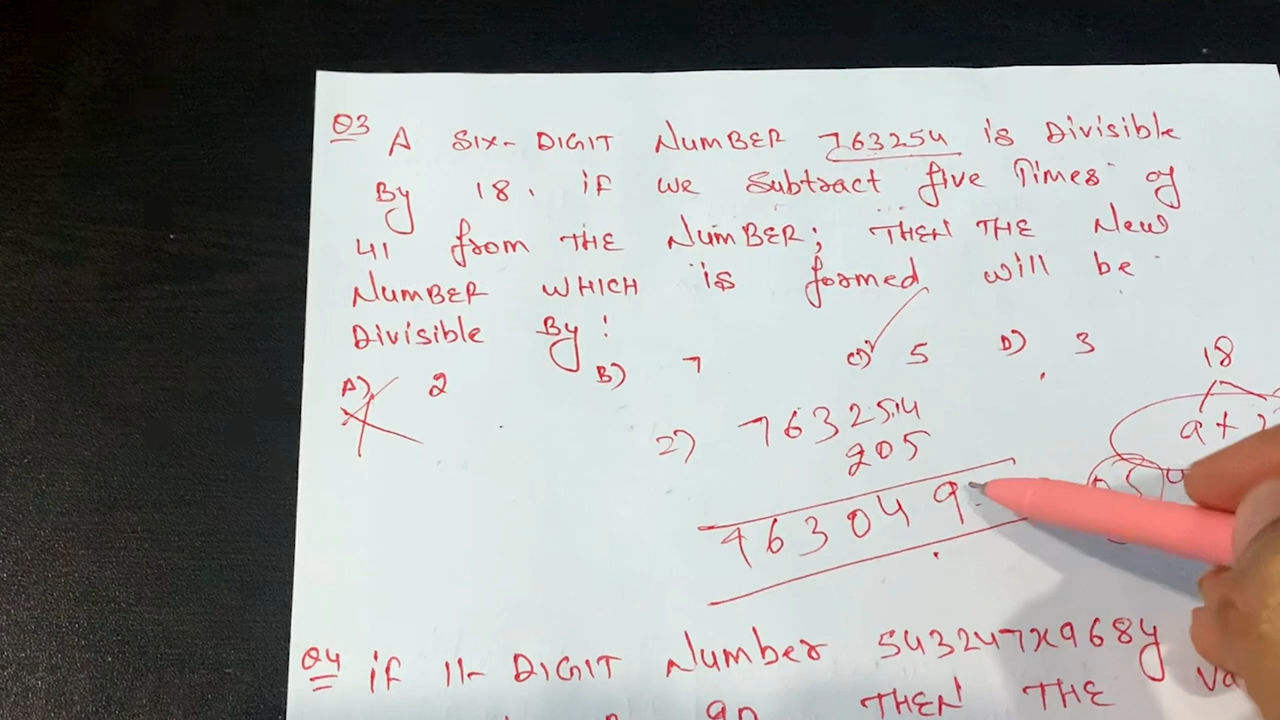 Q3 A SIX-DIGIT NUMBER 763254 is Divisible
By 18. if we Subtract five Times of
41 from THE NUMBER; THEN THE New
NUMBER WHICH is formed will be
Divisible By!
A) 2 B) 7 C) 5 D) 3
18
2) 763254
205
763049
Q4 if 11- DIGIT Number 543247x9684y
THEN THE